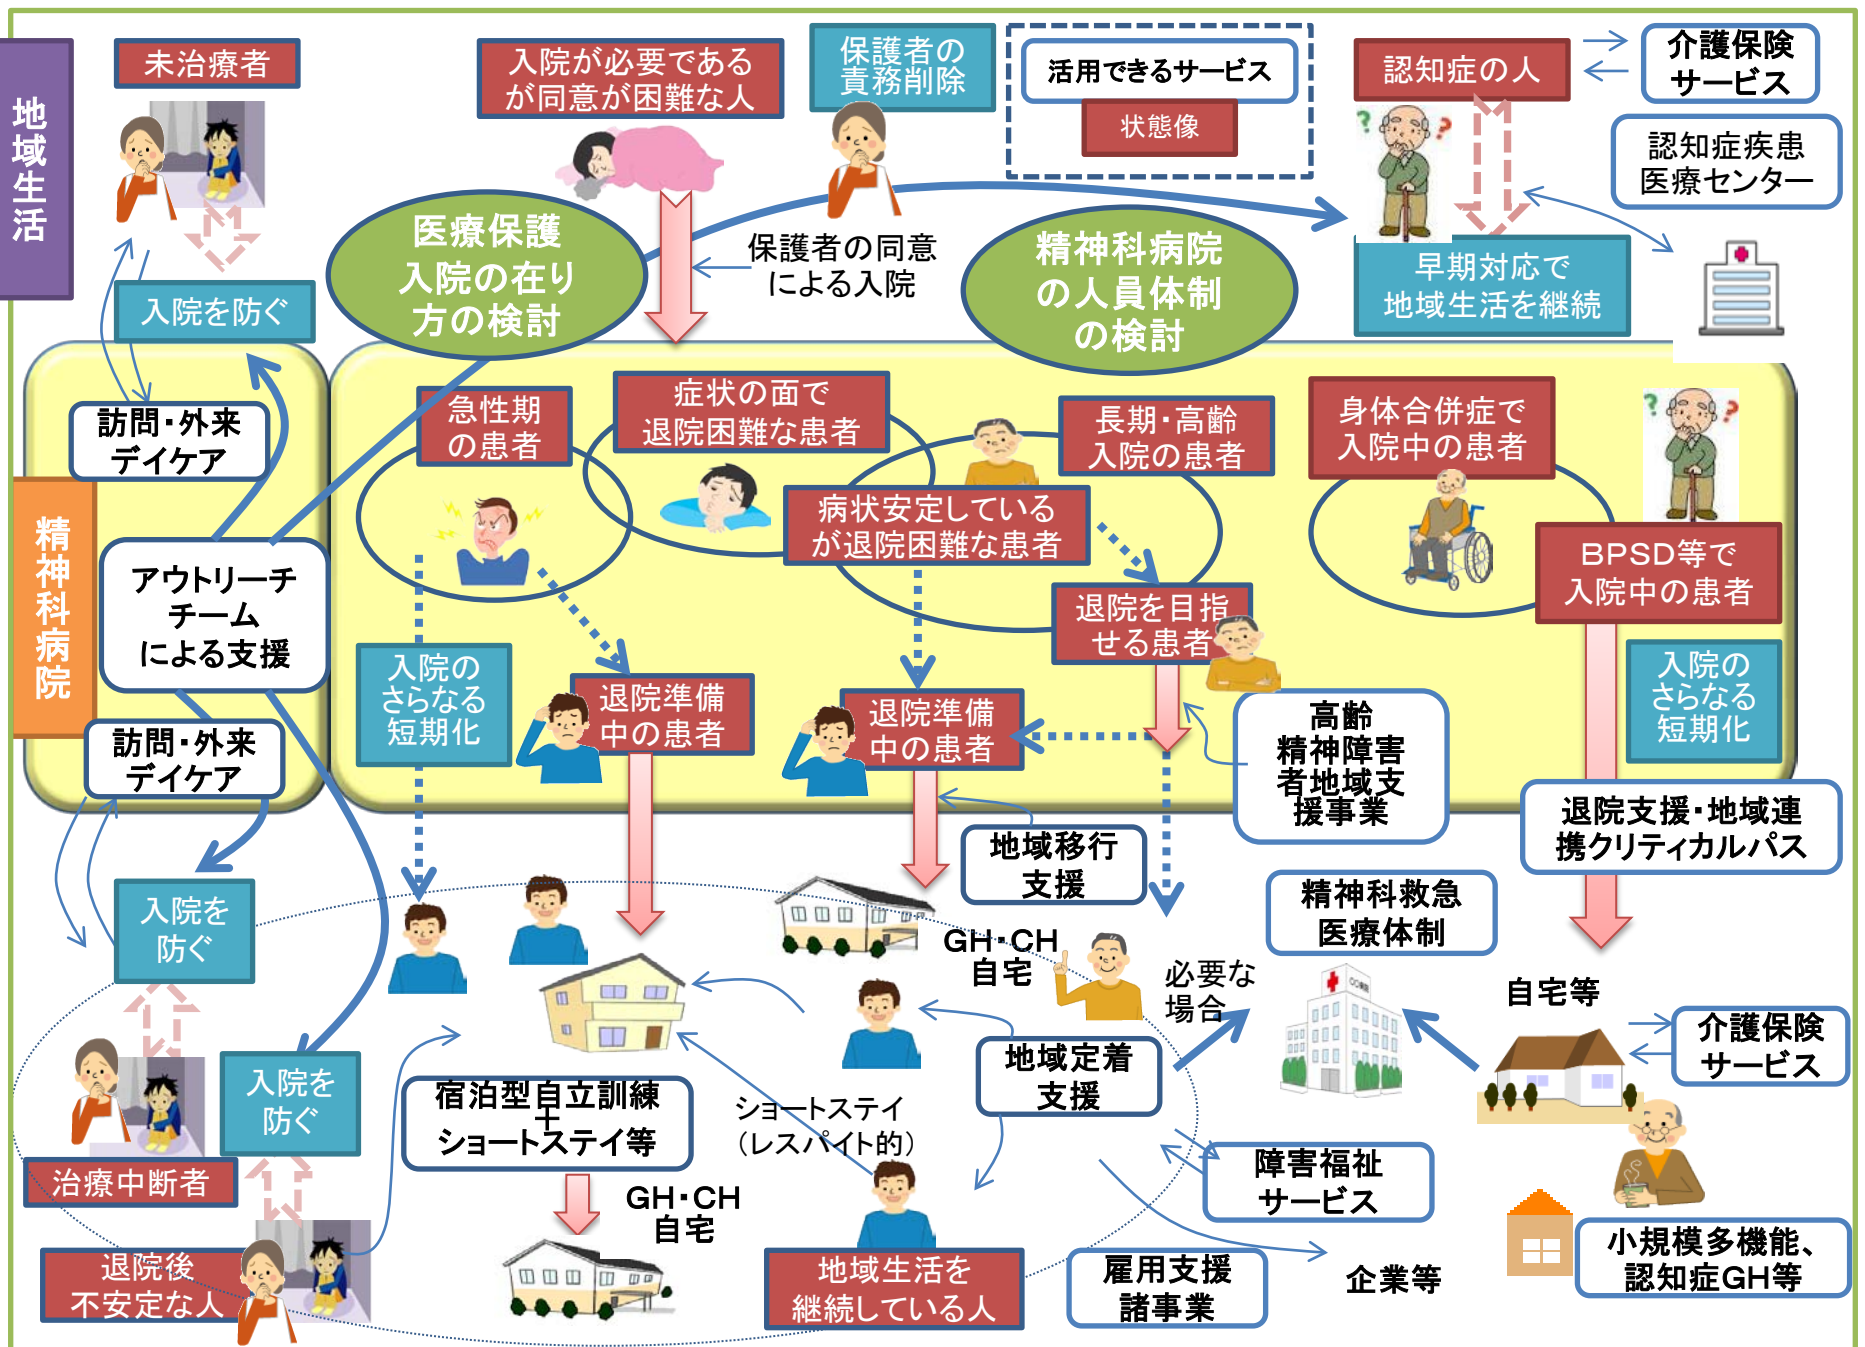 地域生活
未治療者
入院が必要である
が同意が困難な人
保護者の
責務削除
活用できるサービス
状態像
認知症の人
介護保険
サービス
認知症疾患
医療センター
医療保護
入院の在り
方の検討
保護者の同意
による入院
精神科病院
の人員体制
の検討
早期対応で
地域生活を継続
入院を防ぐ
訪問・外来
デイケア
急性期
の患者
症状の面で
退院困難な患者
長期・高齢
入院の患者
身体合併症で
入院中の患者
病状安定している
が退院困難な患者
BPSD等で
入院中の患者
精神科病院
アウトリーチ
チーム
による支援
退院を目指
せる患者
入院の
さらなる
短期化
退院準備
中の患者
退院準備
中の患者
入院の
さらなる
短期化
高齢
精神障害
者地域支
援事業
訪問・外来
デイケア
退院支援・地域連
携クリティカルパス
地域移行
支援
精神科救急
医療体制
入院を
防ぐ
GH・CH
自宅
必要な
場合
自宅等
介護保険
サービス
入院を
防ぐ
地域定着
支援
宿泊型自立訓練
+
ショートステイ等
ショートステイ
(レスパイト的)
治療中断者
障害福祉
サービス
GH・CH
自宅
退院後
不安定な人
地域生活を
継続している人
雇用支援
諸事業
企業等
小規模多機能、
認知症GH等